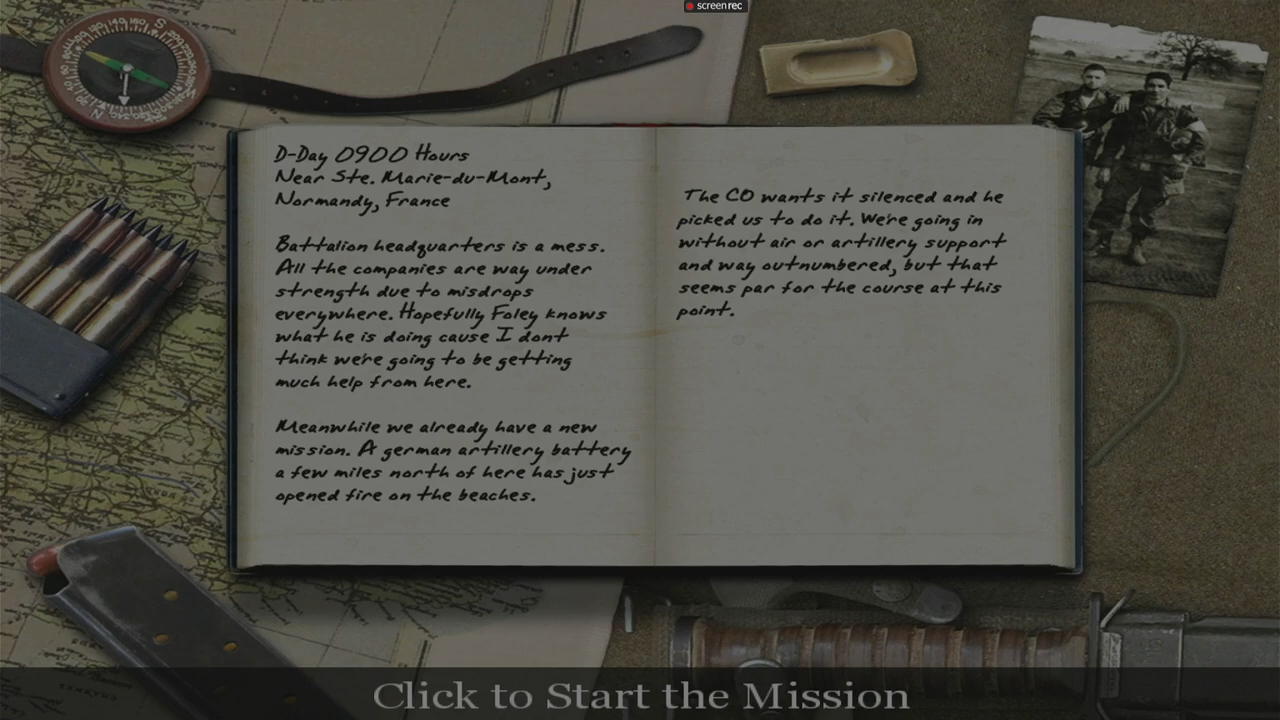 screenrec
D-Day 0900 Hours
Near Ste. Marie-du-Mont,
Normandy, France
Battalion headquarters is a mess.
All the companies are way under
strength due to misdrops
everywhere. Hopefully Foley knows
what he is doing cause I dont
think we're going to be getting
much help from here.
Meanwhile we already have a new
mission. A german artillery battery
a few miles north of here has just
opened fire on the beaches.
The CO wants it silenced and he
picked us to do it. We're going in
without air or artillery support
and way outnumbered, but that
seems par for the course at this
point.
Click to Start the Mission